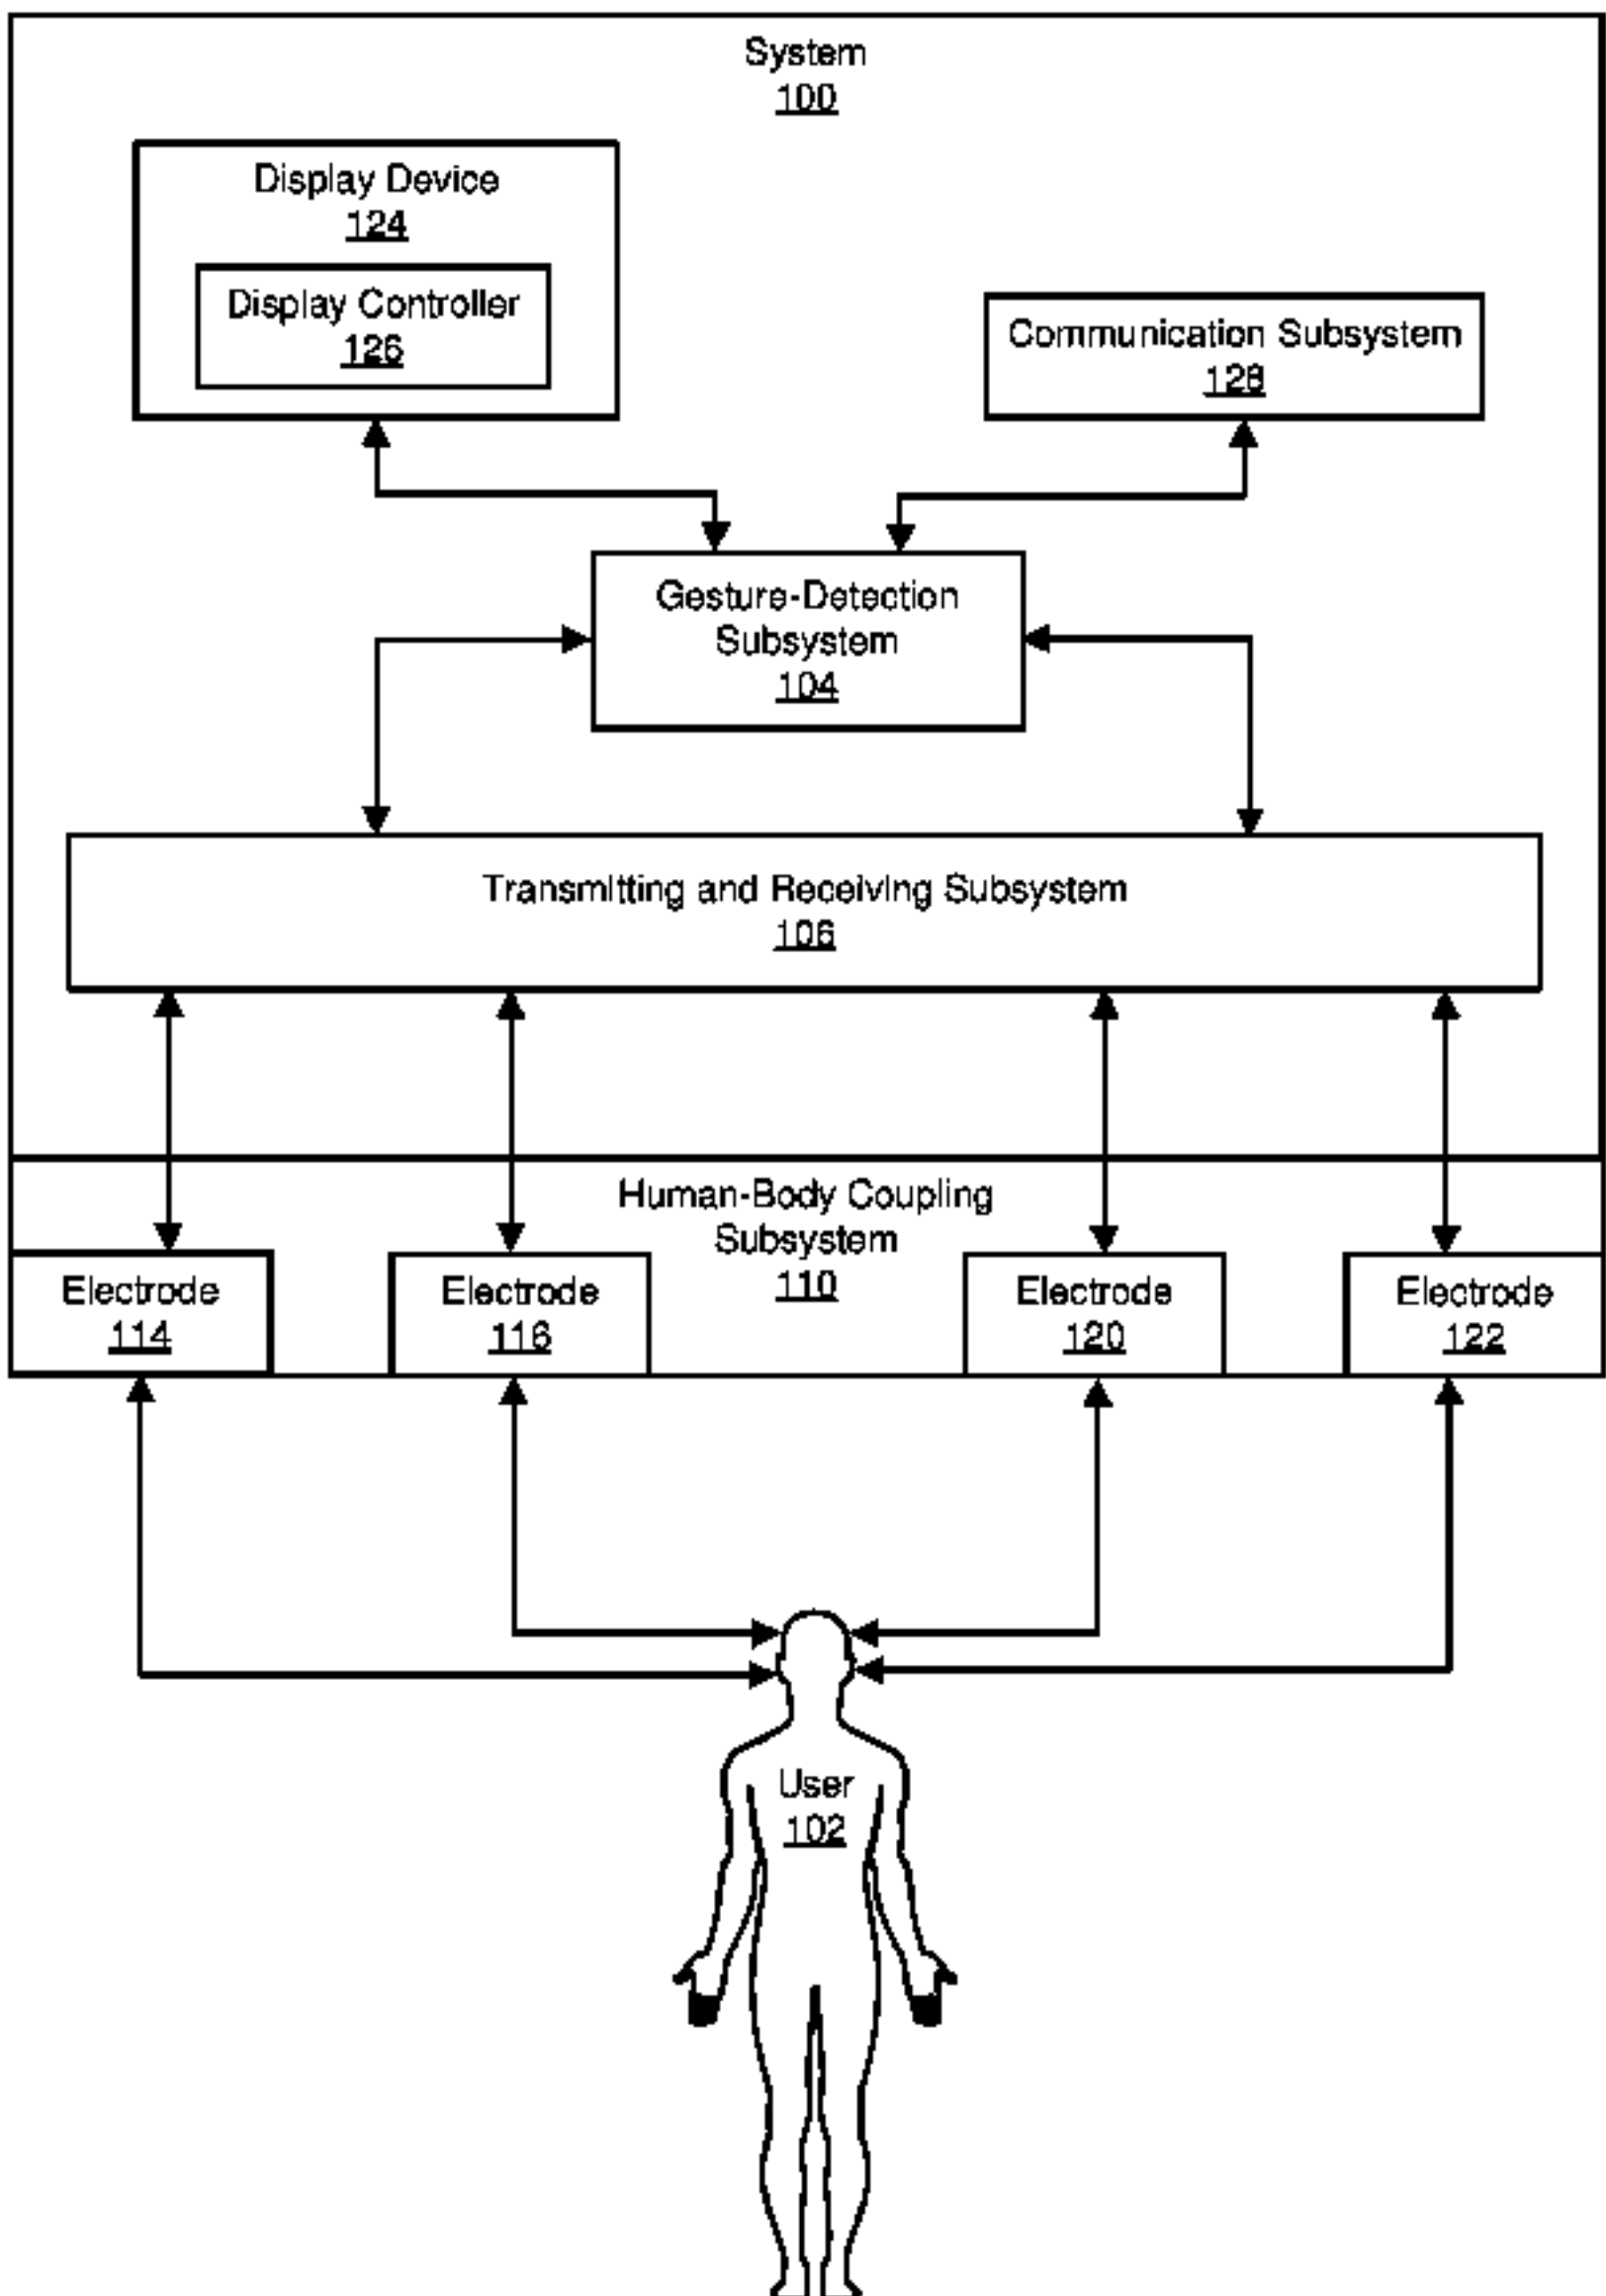 System
100
Display Device
124
Display Controller
126
Communication Subsystem
128
Gesture-Detection
Subsystem
104
Transmitting and Receiving Subsystem
106
Human-Body Coupling
Subsystem
110
Electrode
114
Electrode
116
Electrode
120
Electrode
122
User
102